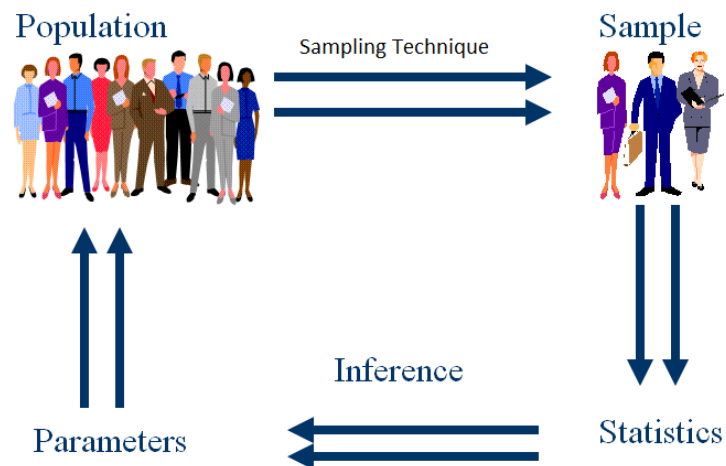 Population
Sampling Technique
Sample
Inference
Parameters
Statistics